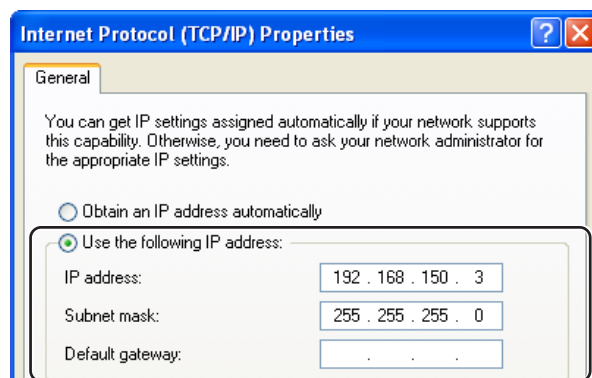 Internet Protocol (TCP/IP) Properties
General
You can get IP settings assigned automatically if your network supports
this capability. Otherwise, you need to ask your network administrator for
the appropriate IP settings.
Obtain an IP address automatically
Use the following IP address:
IP address: 192 . 168 . 150 . 3
Subnet mask: 255 . 255 . 255 . 0
Default gateway: . . .